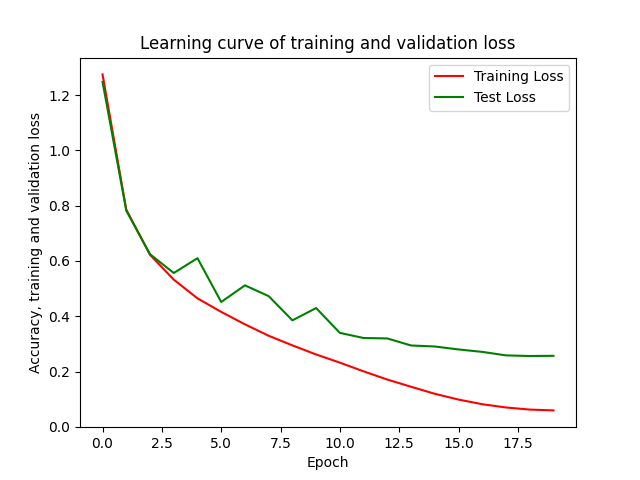 Learning curve of training and validation loss
Training Loss
Test Loss
Accuracy, training and validation loss
1.2
1.0
0.8
0.6
0.4
0.2
0.0
0.0 2.5 5.0 7.5 10.0 12.5 15.0 17.5
Epoch